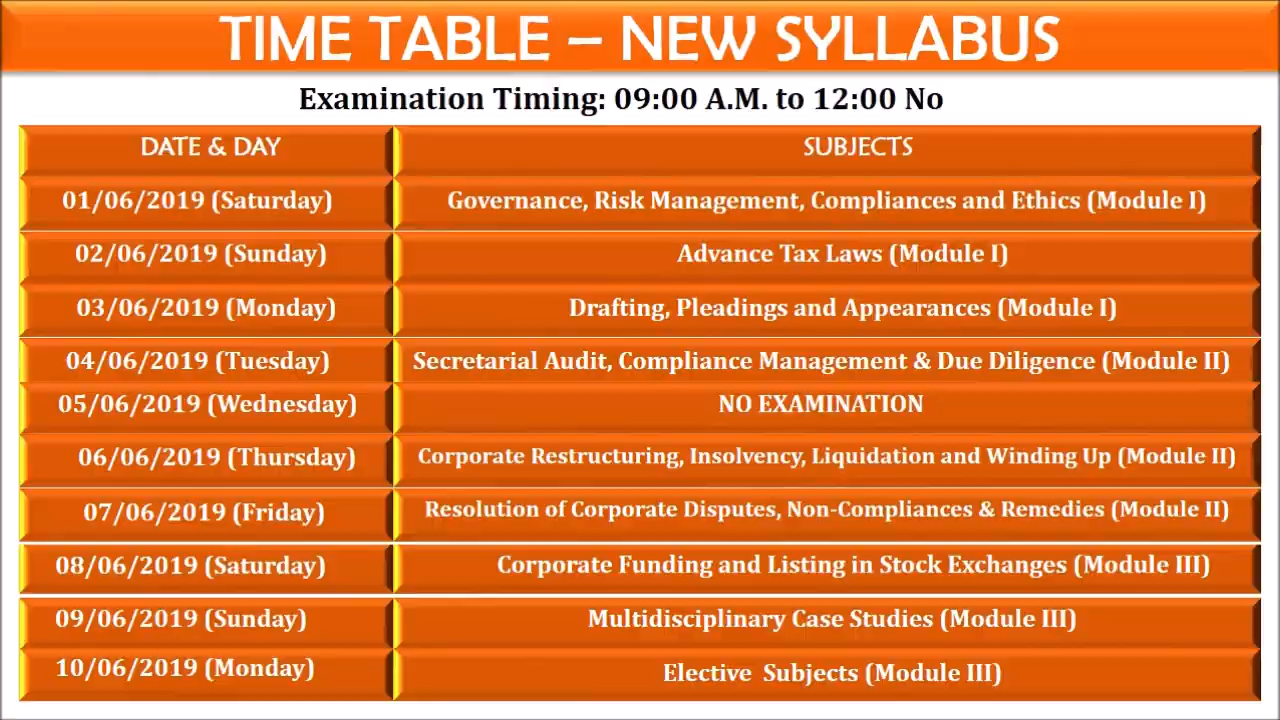 TIME TABLE – NEW SYLLABUS
Examination Timing: 09:00 A.M. to 12:00 No
DATE & DAY SUBJECTS
01/06/2019 (Saturday) Governance, Risk Management, Compliances and Ethics (Module I)
02/06/2019 (Sunday) Advance Tax Laws (Module I)
03/06/2019 (Monday) Drafting, Pleadings and Appearances (Module I)
04/06/2019 (Tuesday) Secretarial Audit, Compliance Management & Due Diligence (Module II)
05/06/2019 (Wednesday) NO EXAMINATION
06/06/2019 (Thursday) Corporate Restructuring, Insolvency, Liquidation and Winding Up (Module II)
07/06/2019 (Friday) Resolution of Corporate Disputes, Non-Compliances & Remedies (Module II)
08/06/2019 (Saturday) Corporate Funding and Listing in Stock Exchanges (Module III)
09/06/2019 (Sunday) Multidisciplinary Case Studies (Module III)
10/06/2019 (Monday) Elective Subjects (Module III)